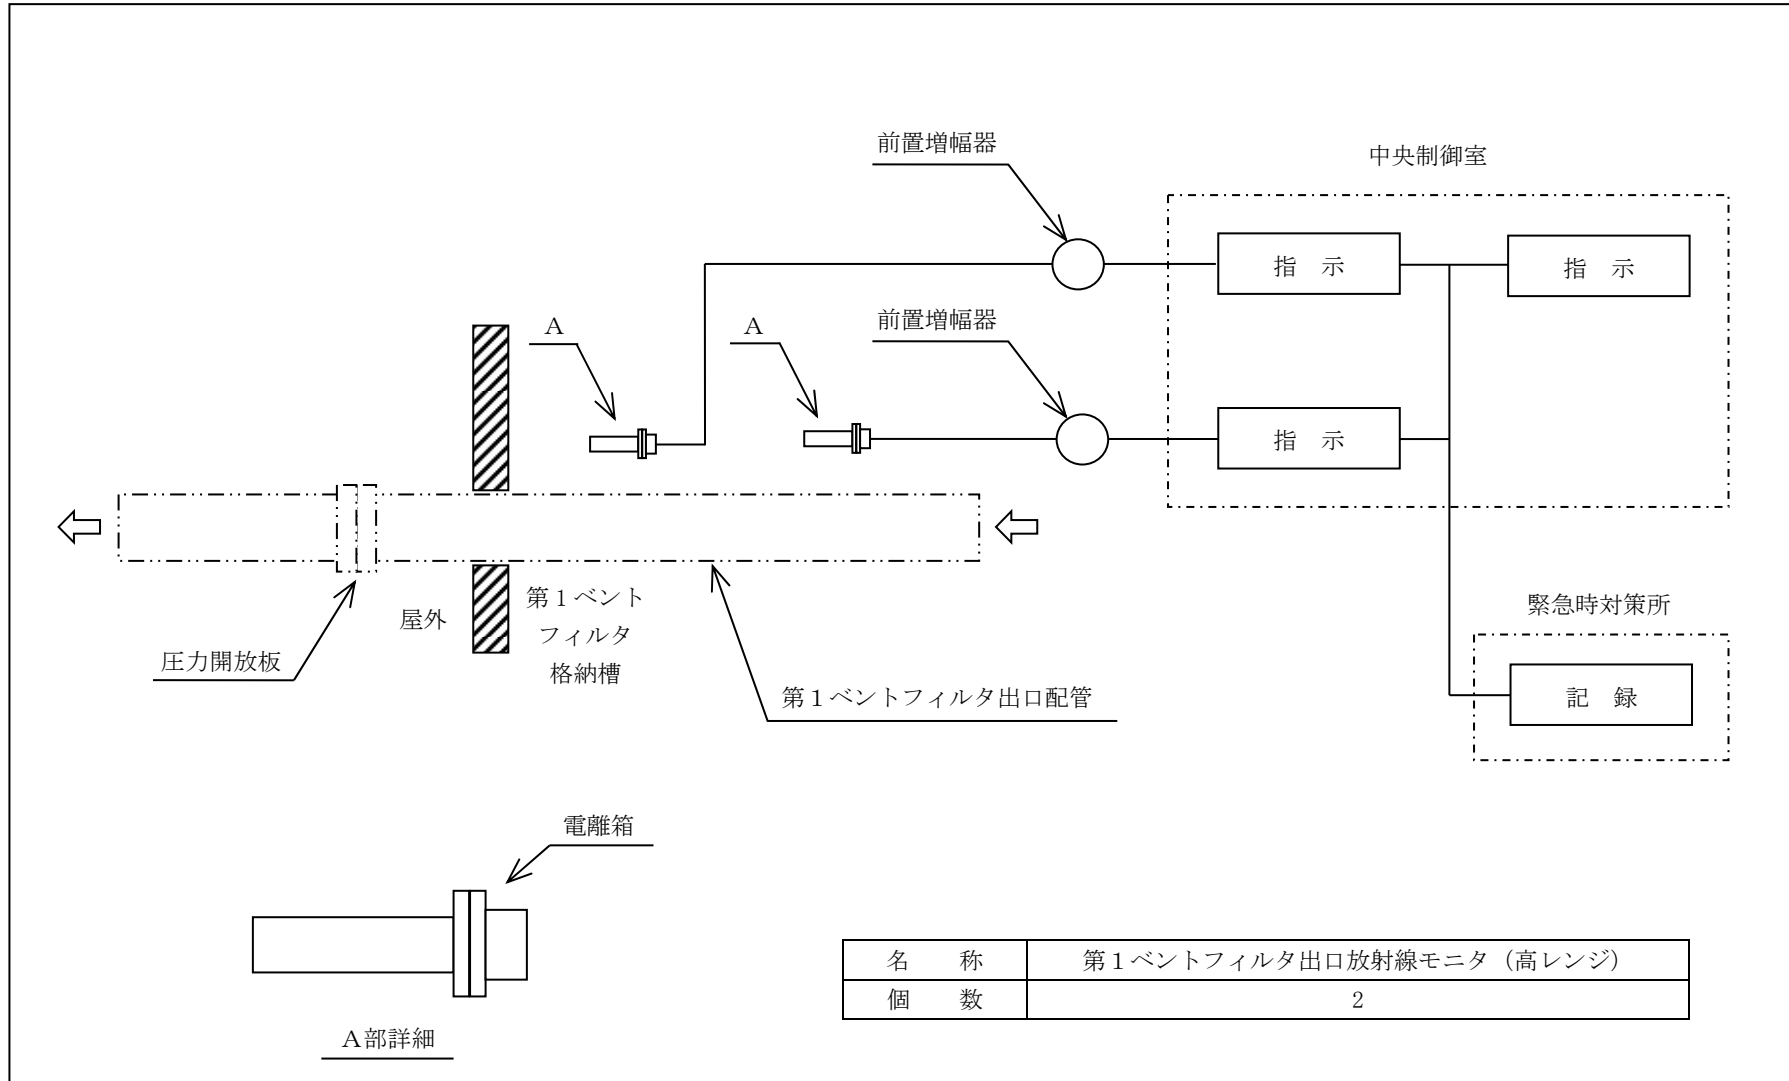 前置増幅器
中央制御室
指　示
指　示
A
A
前置増幅器
指　示
緊急時対策所
記　録
屋外
第１ベント
フィルタ
格納槽
圧力開放板
第１ベントフィルタ出口配管
電離箱
A部詳細
名　　称　第１ベントフィルタ出口放射線モニタ（高レンジ）
個　　数　2